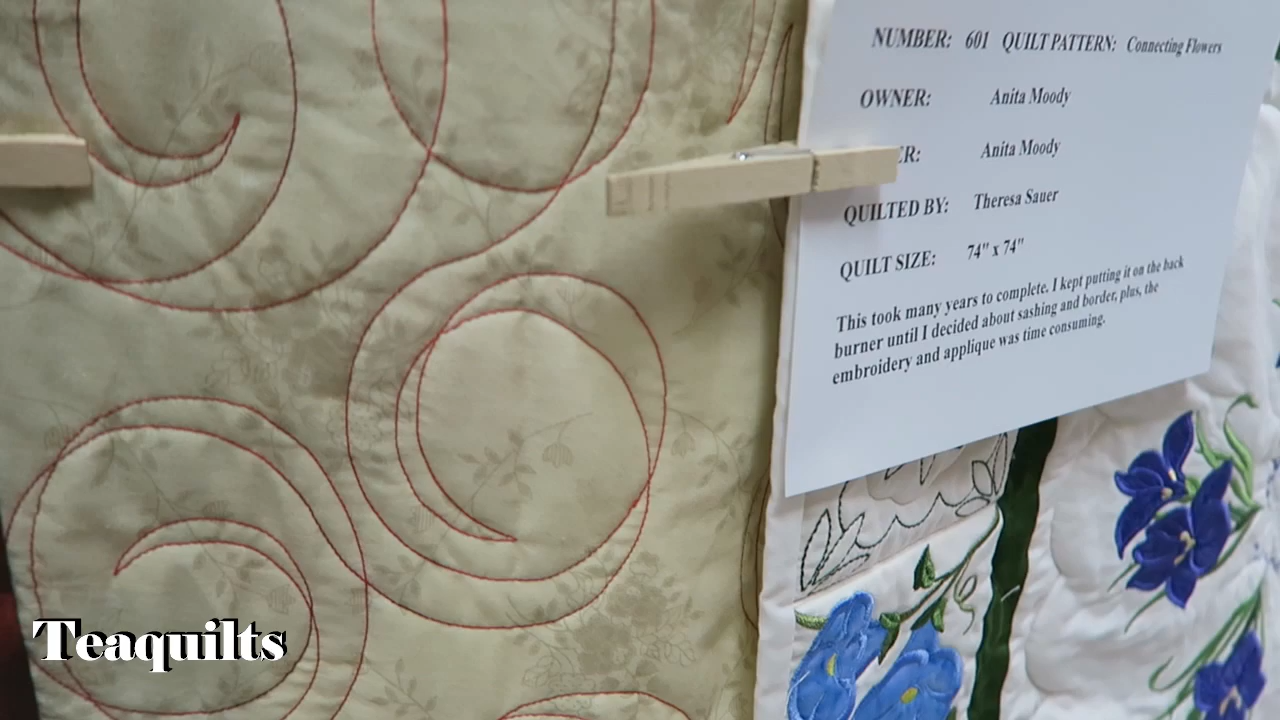 NUMBER: 601 QUILT PATTERN: Connecting Flowers
OWNER: Anita Moody
ER: Anita Moody
QUILTED BY: Theresa Sauer
QUILT SIZE: 74" x 74"
This took many years to complete. I kept putting it on the back
burner until I decided about sashing and border, plus, the
embroidery and applique was time consuming.
Teaquilts